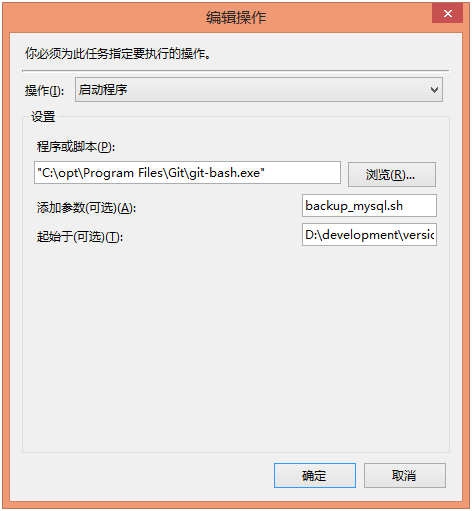 编辑操作
你必须为此任务指定要执行的操作。
操作(I): 启动程序
设置
程序或脚本(P):
"C:\opt\Program Files\Git\git-bash.exe" 浏览(R)...
添加参数(可选)(A): backup_mysql.sh
起始于(可选)(T): D:\development\versic
确定 取消